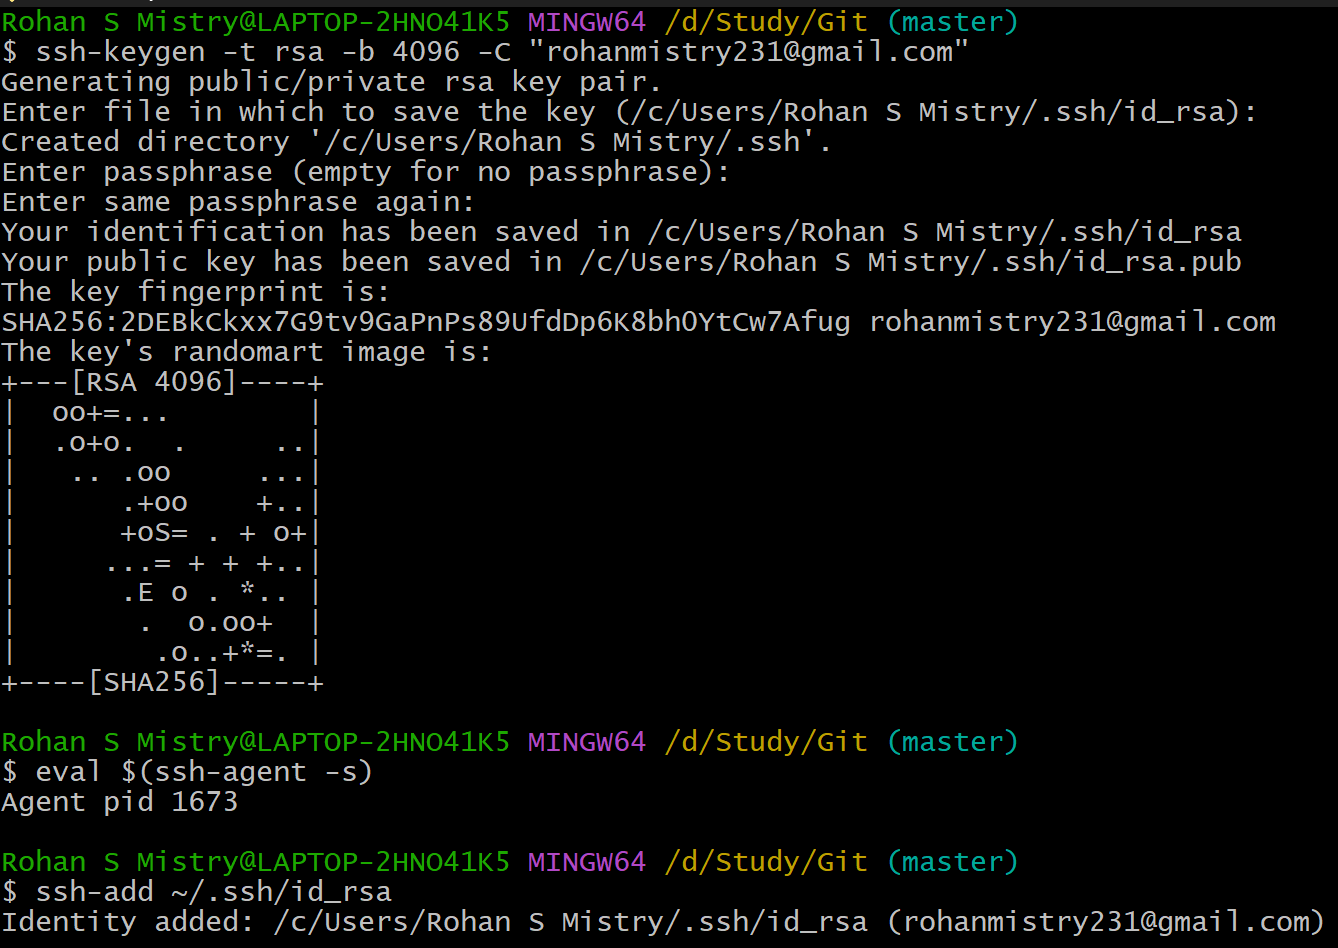 Rohan S Mistry@LAPTOP-2HNO41K5 MINGW64 /d/Study/Git (master)
$ ssh-keygen -t rsa -b 4096 -C "rohanmistry231@gmail.com"
Generating public/private rsa key pair.
Enter file in which to save the key (/c/Users/Rohan S Mistry/.ssh/id_rsa):
Created directory '/c/Users/Rohan S Mistry/.ssh'.
Enter passphrase (empty for no passphrase):
Enter same passphrase again:
Your identification has been saved in /c/Users/Rohan S Mistry/.ssh/id_rsa
Your public key has been saved in /c/Users/Rohan S Mistry/.ssh/id_rsa.pub
The key fingerprint is:
SHA256:2DEBkCkxx7G9tv9GaPnPs89UfdDp6K8bhOYtCw7Afug rohanmistry231@gmail.com
The key's randomart image is:
+---[RSA 4096]----+
|  oo+=...        |
|  .o+o.  .     ..|
|   .. .oo     ...|
|      .+oo    +..|
|      +oS= . + o+|
|     ...= + + +..|
|      .E o . *.. |
|       .  o.oo+  |
|        .o..+*=. |
+----[SHA256]-----+
Rohan S Mistry@LAPTOP-2HNO41K5 MINGW64 /d/Study/Git (master)
$ eval $(ssh-agent -s)
Agent pid 1673
Rohan S Mistry@LAPTOP-2HNO41K5 MINGW64 /d/Study/Git (master)
$ ssh-add ~/.ssh/id_rsa
Identity added: /c/Users/Rohan S Mistry/.ssh/id_rsa (rohanmistry231@gmail.com)